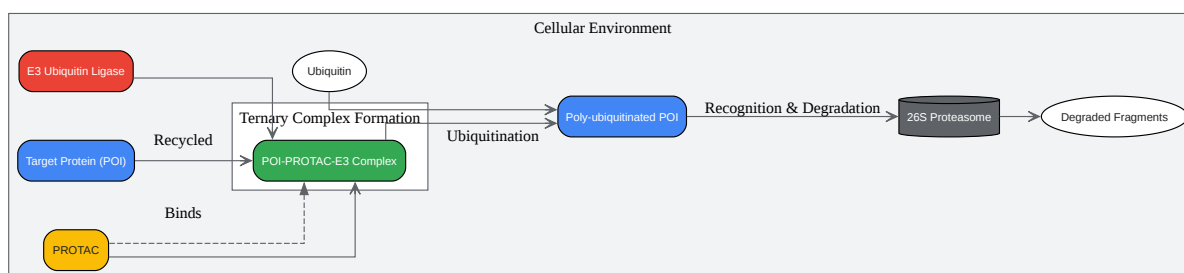 Cellular Environment
E3 Ubiquitin Ligase
Ubiquitin
Ternary Complex Formation
Poly-ubiquitinated POI
Recognition & Degradation
26S Proteasome
Degraded Fragments
Ubiquitination
Recycled
Target Protein (POI)
POI-PROTAC-E3 Complex
Binds
PROTAC